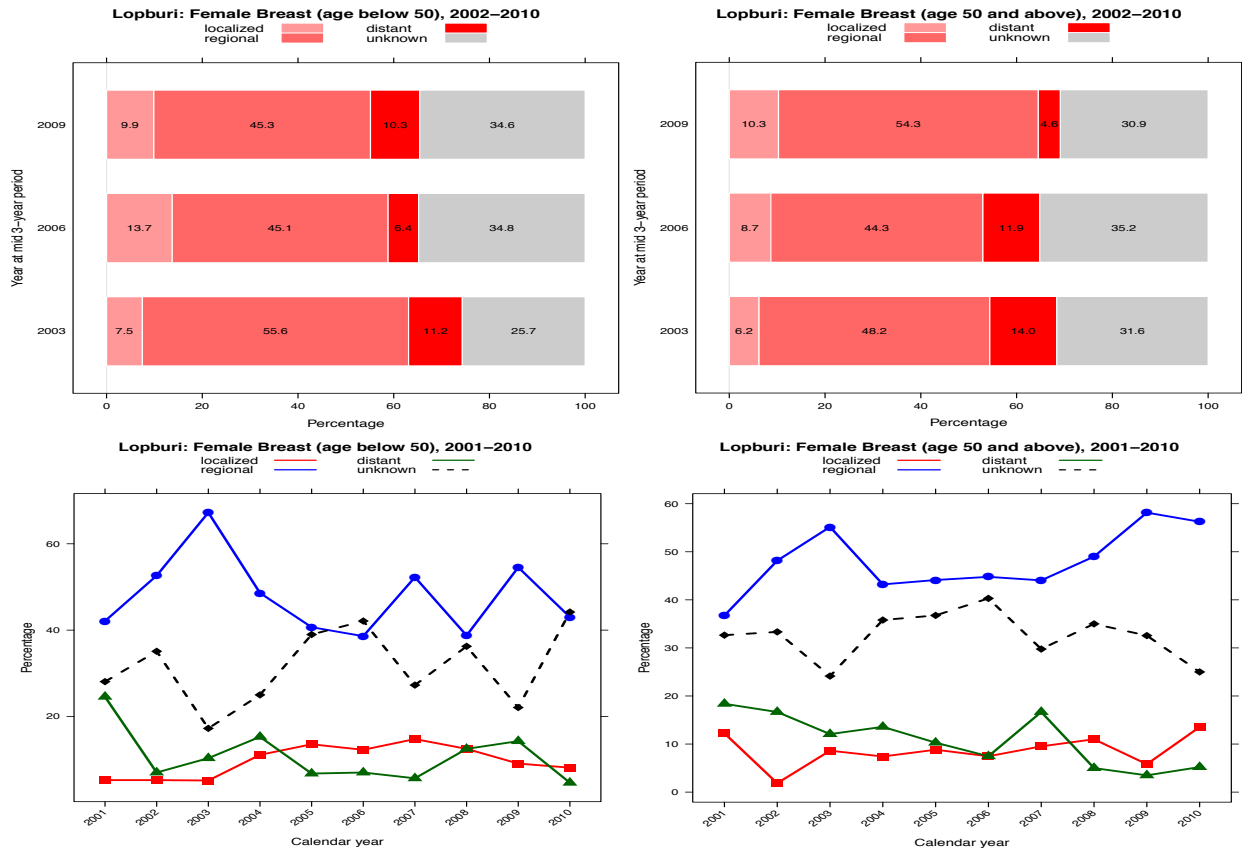 Lopburi: Female Breast (age below 50), 2002−2010
localized distant
regional unknown
2009
9.9 45.3 10.3 34.6
2006
13.7 45.1 6.4 34.8
2003
7.5 55.6 11.2 25.7
Year at mid 3−year period
0 20 40 60 80 100
Percentage
Lopburi: Female Breast (age 50 and above), 2002−2010
localized distant
regional unknown
2009
10.3 54.3 4.6 30.9
2006
8.7 44.3 11.9 35.2
2003
6.2 48.2 14.0 31.6
Year at mid 3−year period
0 20 40 60 80 100
Percentage
Lopburi: Female Breast (age below 50), 2001−2010
localized distant
regional unknown
60
40
20
Percentage
2001 2002 2003 2004 2005 2006 2007 2008 2009 2010
Calendar year
Lopburi: Female Breast (age 50 and above), 2001−2010
localized distant
regional unknown
60
50
40
30
20
10
0
Percentage
2001 2002 2003 2004 2005 2006 2007 2008 2009 2010
Calendar year